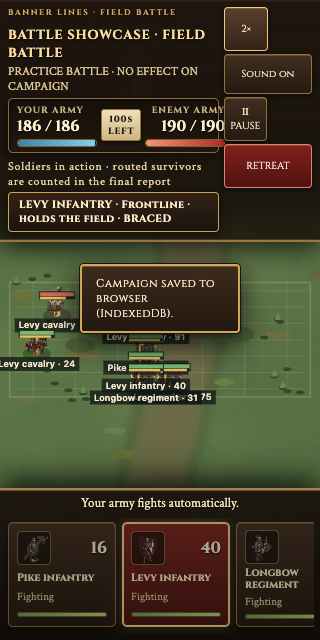 BANNER LINES · FIELD BATTLE
BATTLE SHOWCASE · FIELD
BATTLE
PRACTICE BATTLE · NO EFFECT ON
CAMPAIGN
YOUR ARMY
186 / 186
100s
LEFT
ENEMY ARMY
190 / 190
Soldiers in action · routed survivors
are counted in the final report
LEVY INFANTRY · FRONTLINE ·
HOLDS THE FIELD · BRACED
2×
SOUND ON
II
PAUSE
RETREAT
Campaign saved to
browser
(IndexedDB).
Levy cavalry
Levy · 91
Levy cavalry · 24
Pike
Levy infantry · 40
Longbow regiment · 31 75
Your army fights automatically.
16
PIKE INFANTRY
Fighting
40
LEVY INFANTRY
Fighting
LONGBOW
REGIMENT
Fighting